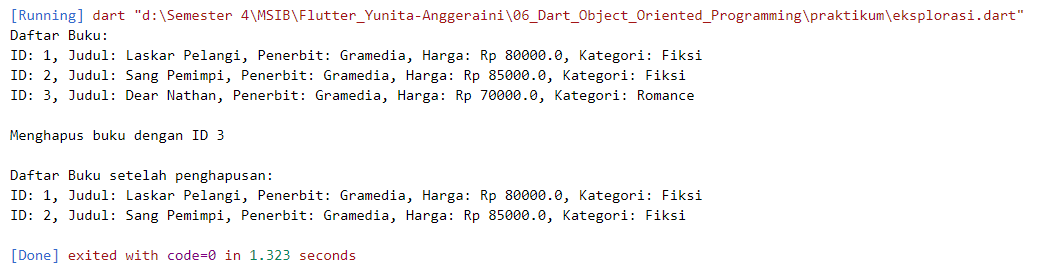 [Running] dart "d:\Semester 4\MSIB\Flutter_Yunita-Anggeraini\06_Dart_Object_Oriented_Programming\praktikum\eksplorasi.dart"
Daftar Buku:
ID: 1, Judul: Laskar Pelangi, Penerbit: Gramedia, Harga: Rp 80000.0, Kategori: Fiksi
ID: 2, Judul: Sang Pemimpi, Penerbit: Gramedia, Harga: Rp 85000.0, Kategori: Fiksi
ID: 3, Judul: Dear Nathan, Penerbit: Gramedia, Harga: Rp 70000.0, Kategori: Romance
Menghapus buku dengan ID 3
Daftar Buku setelah penghapusan:
ID: 1, Judul: Laskar Pelangi, Penerbit: Gramedia, Harga: Rp 80000.0, Kategori: Fiksi
ID: 2, Judul: Sang Pemimpi, Penerbit: Gramedia, Harga: Rp 85000.0, Kategori: Fiksi
[Done] exited with code=0 in 1.323 seconds